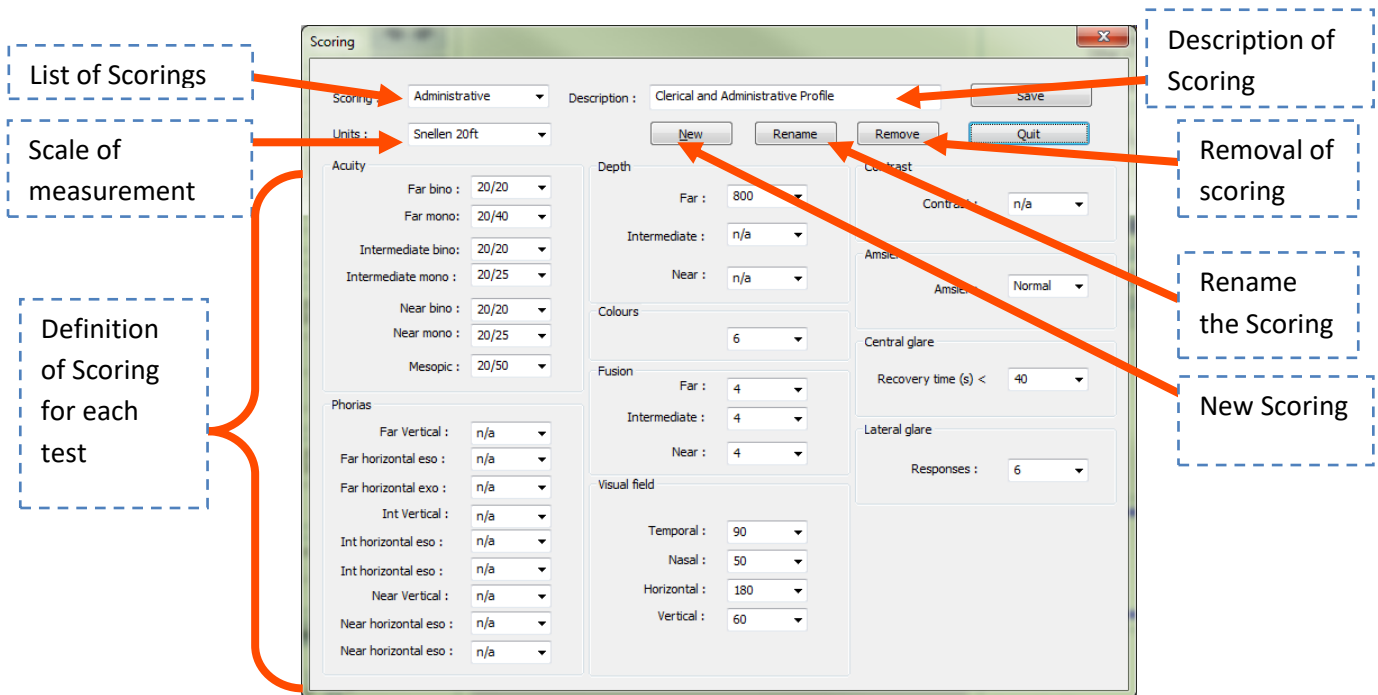 Scoring
List of Scorings
Scale of
measurement
Definition
of Scoring
for each
test
Scoring :
Administrative
Description :
Clerical and Administrative Profile
Save
Units :
Snellen 20ft
New
Rename
Remove
Quit
Acuity
Far bino : 20/20
Far mono: 20/40
Intermediate bino: 20/20
Intermediate mono : 20/25
Near bino : 20/20
Near mono : 20/25
Mesopic : 20/50
Phorias
Far Vertical : n/a
Far horizontal eso : n/a
Far horizontal exo : n/a
Int Vertical : n/a
Int horizontal eso : n/a
Int horizontal eso : n/a
Near Vertical : n/a
Near horizontal eso : n/a
Near horizontal eso : n/a
Depth
Far : 800
Intermediate : n/a
Near : n/a
Colours
6
Fusion
Far : 4
Intermediate : 4
Near : 4
Visual field
Temporal : 90
Nasal : 50
Horizontal : 180
Vertical : 60
Contrast
Contrast : n/a
Amsler
Amsler : Normal
Central glare
Recovery time (s) < 40
Lateral glare
Responses : 6
Description of
Scoring
Removal of
scoring
Rename
the Scoring
New Scoring